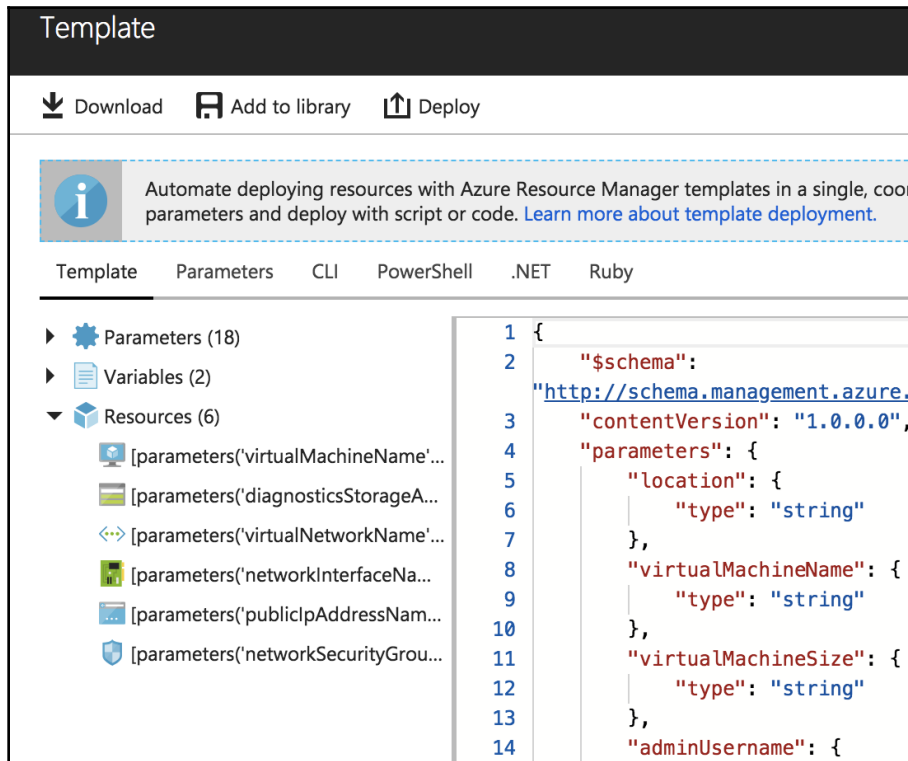 Template
Download Add to library Deploy
Automate deploying resources with Azure Resource Manager templates in a single,
parameters and deploy with script or code. Learn more about template deployment.
Template Parameters CLI PowerShell .NET Ruby
Parameters (18)
Variables (2)
Resources (6)
[parameters('virtualMachineName'...
[parameters('diagnosticsStorageA...
[parameters('virtualNetworkName'...
[parameters('networkInterfaceNa...
[parameters('publicIpAddressNam...
[parameters('networkSecurityGrou...
1 {
2 "$schema":
"http://schema.management.azure.
3 "contentVersion": "1.0.0.0",
4 "parameters": {
5 "location": {
6 "type": "string"
7 },
8 "virtualMachineName": {
9 "type": "string"
10 },
11 "virtualMachineSize": {
12 "type": "string"
13 },
14 "adminUsername": {